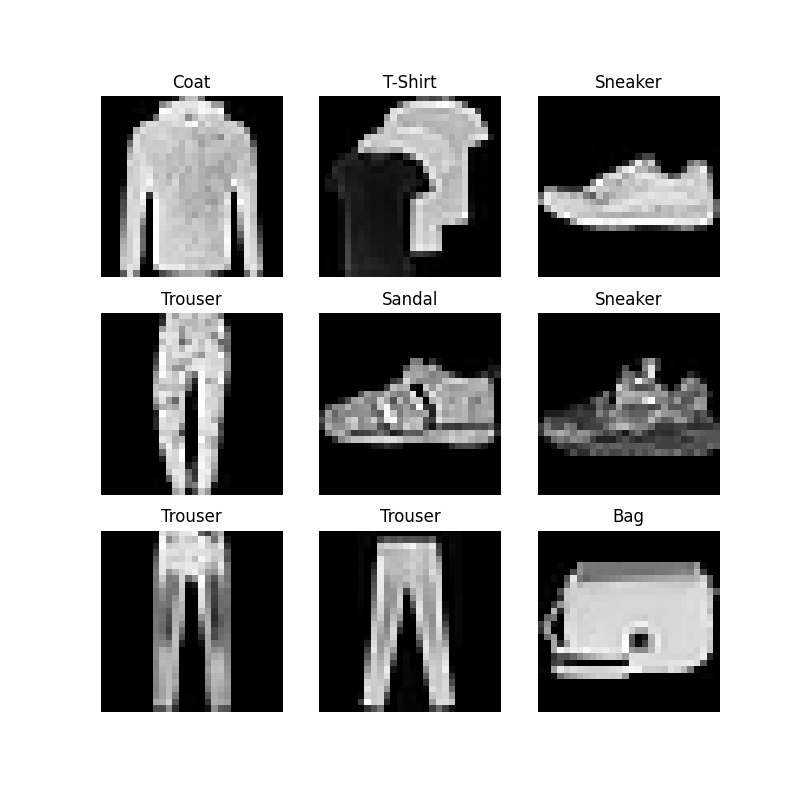 Coat
T-Shirt
Sneaker
Trouser
Sandal
Sneaker
Trouser
Trouser
Bag